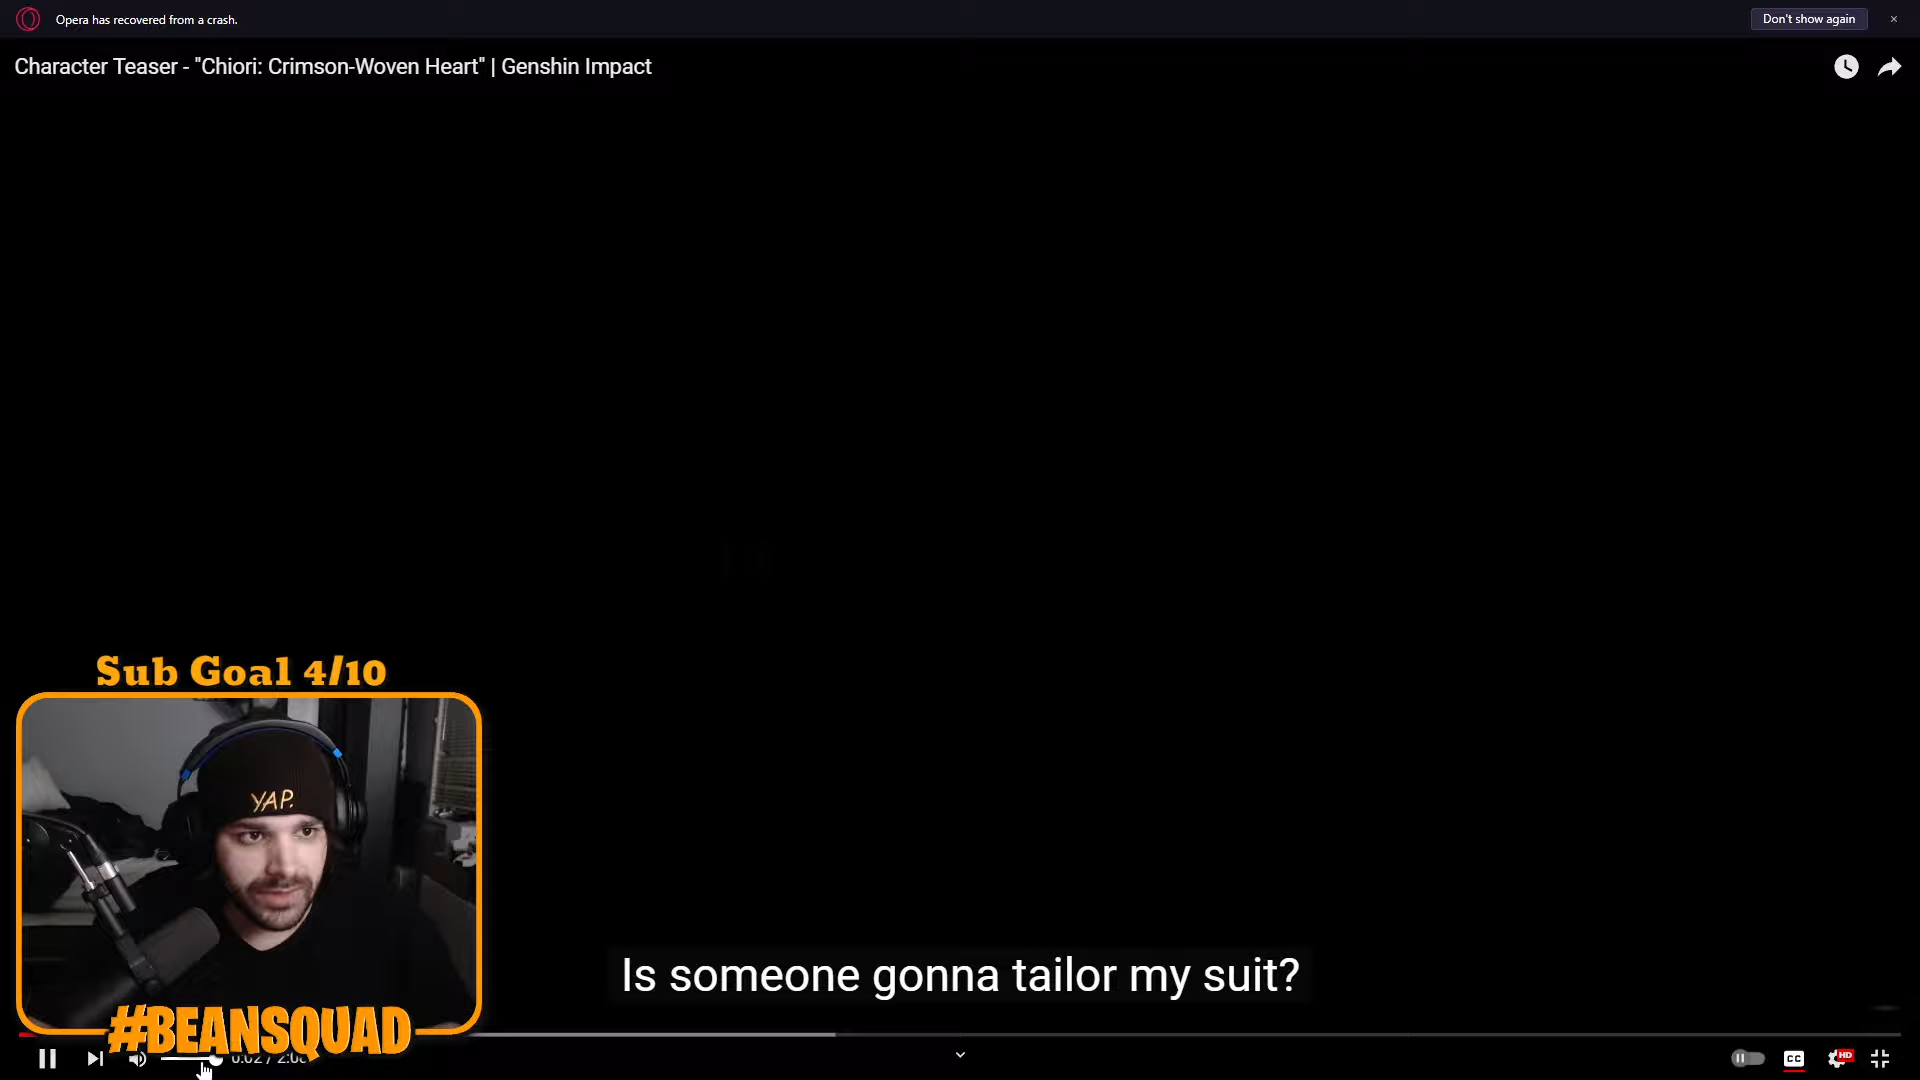 Opera has recovered from a crash.
Don't show again
Character Teaser - "Chiori: Crimson-Woven Heart" | Genshin Impact
Sub Goal 4/10
YAP.
Is someone gonna tailor my suit?
#BEANSQUAD
CC
HD